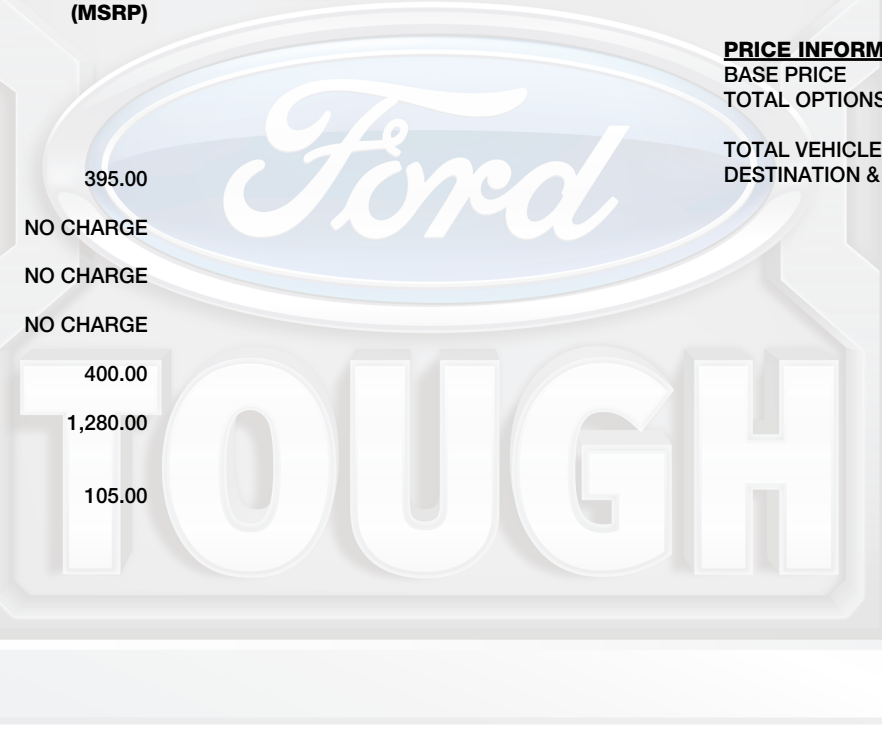 (MSRP)
395.00
NO CHARGE
NO CHARGE
NO CHARGE
400.00
1,280.00
105.00
PRICE INFORM
BASE PRICE
TOTAL OPTIONS
TOTAL VEHICLE
DESTINATION &
Ford
TOUGH